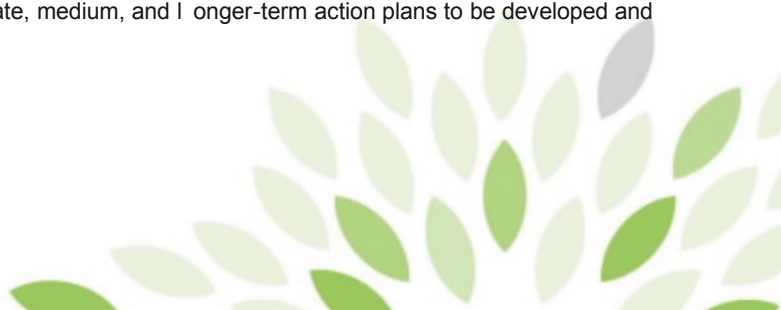 ate, medium, and l onger-term action plans to be developed and